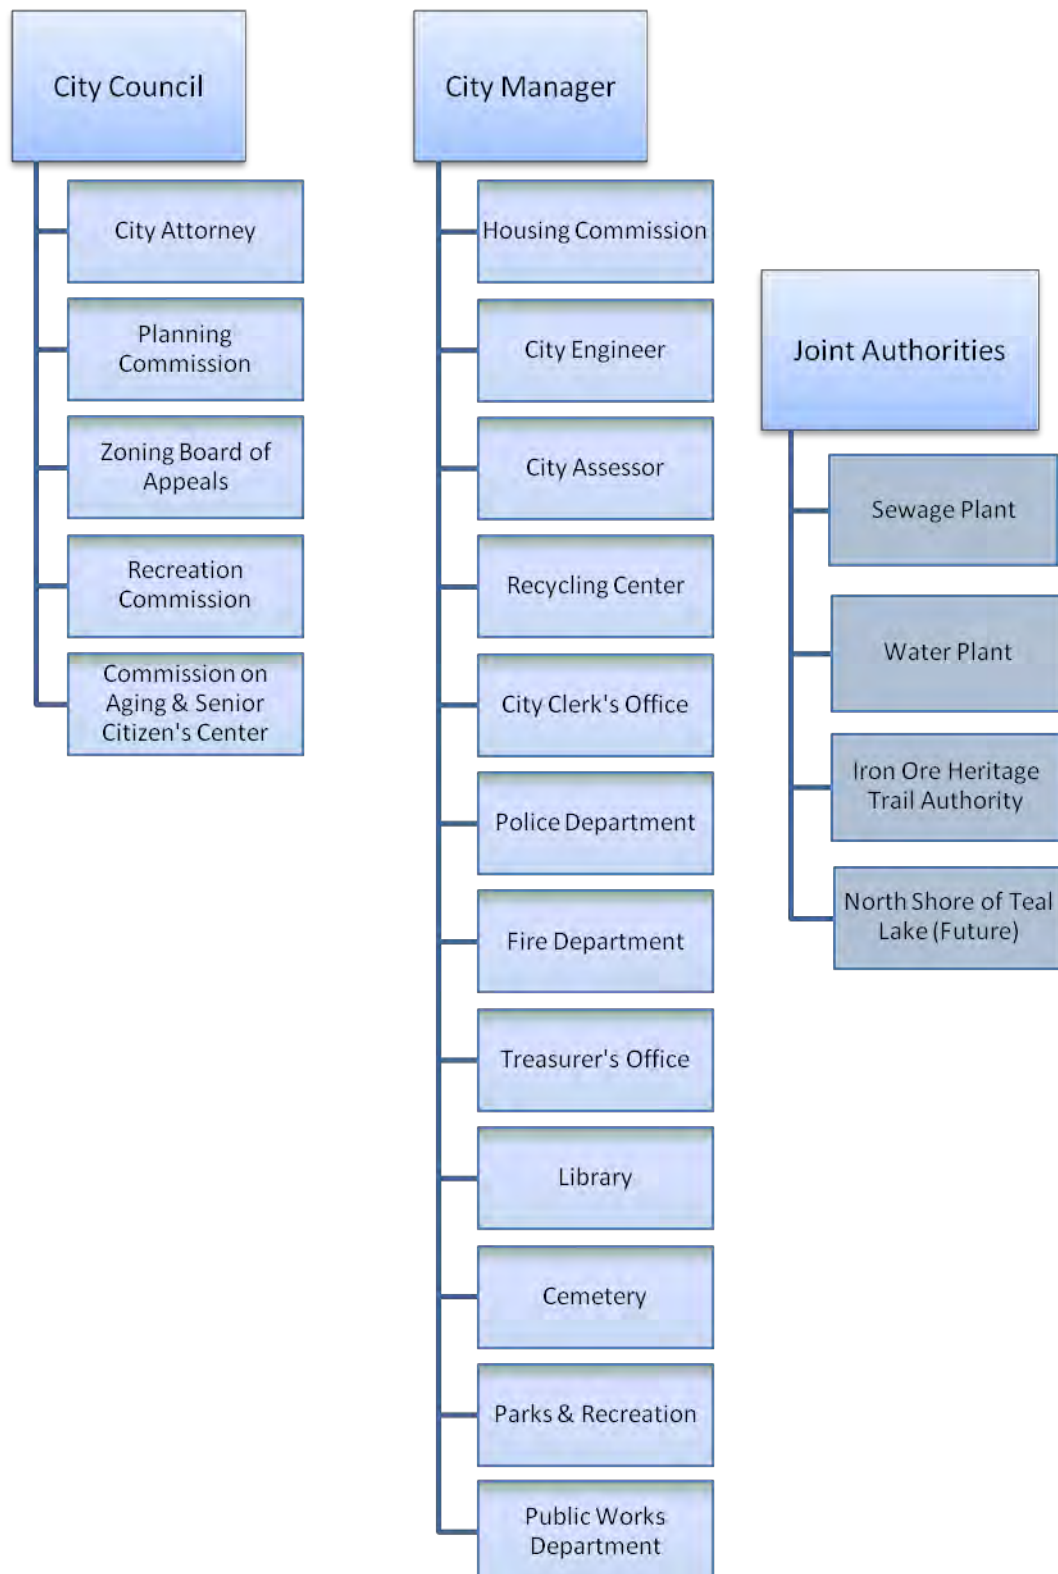 City Council
City Attorney
Planning
Commission
Zoning Board of
Appeals
Recreation
Commission
Commission on
Aging & Senior
Citizen's Center
City Manager
Housing Commission
City Engineer
City Assessor
Recycling Center
City Clerk's Office
Police Department
Fire Department
Treasurer's Office
Library
Cemetery
Parks & Recreation
Public Works
Department
Joint Authorities
Sewage Plant
Water Plant
Iron Ore Heritage
Trail Authority
North Shore of Teal
Lake (Future)